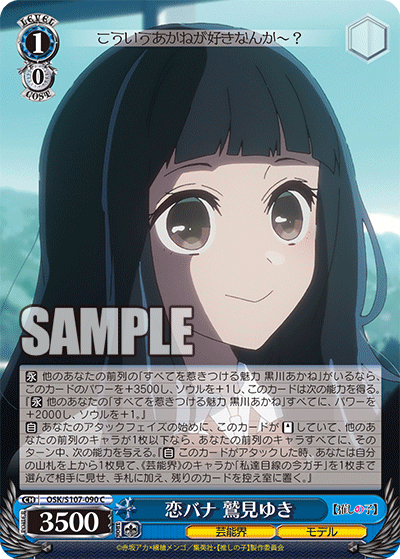 LEVEL
1
0
COST
こういうあかねが好きなんか〜？
SAMPLE
永 他のあなたの前列の「すべてを惹きつける魅力 黒川あかね」がいるなら、
このカードのパワーを+3500し、ソウルを+1し、このカードは次の能力を得る。
『永 他のあなたの前列の「すべてを惹きつける魅力 黒川あかね」すべてに、パワーを
+2000し、ソウルを+1。』
自 あなたのアタックフェイズの始めに、このカードが
していて、他の
あなたの前列のキャラが1枚以下なら、あなたの前列のキャラすべてに、その
ターン中、次の能力を与える。『自 このカードがアタックした時、あなたは自
分の山札を上から1枚見て、《芸能界》のキャラか「私達目線の今ガチ」を1枚まで
選んで相手に見せ、手札に加え、残りのカードを控え室に置く。』
CH
OSK/S107-090 C
3500
恋バナ 鷲見ゆき
【推しの子】
芸能界
モデル
©赤坂アカ×横槍メンゴ／集英社・【推しの子】製作委員会